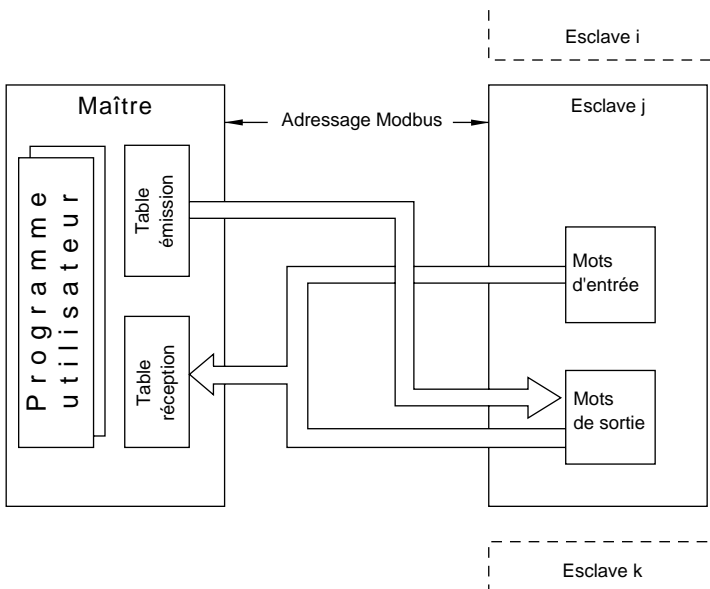 Esclave i
Maître
Adressage Modbus
Esclave j
Programme
utilisateur
Table
émission
Mots
d'entrée
Table
réception
Mots
de sortie
Esclave k